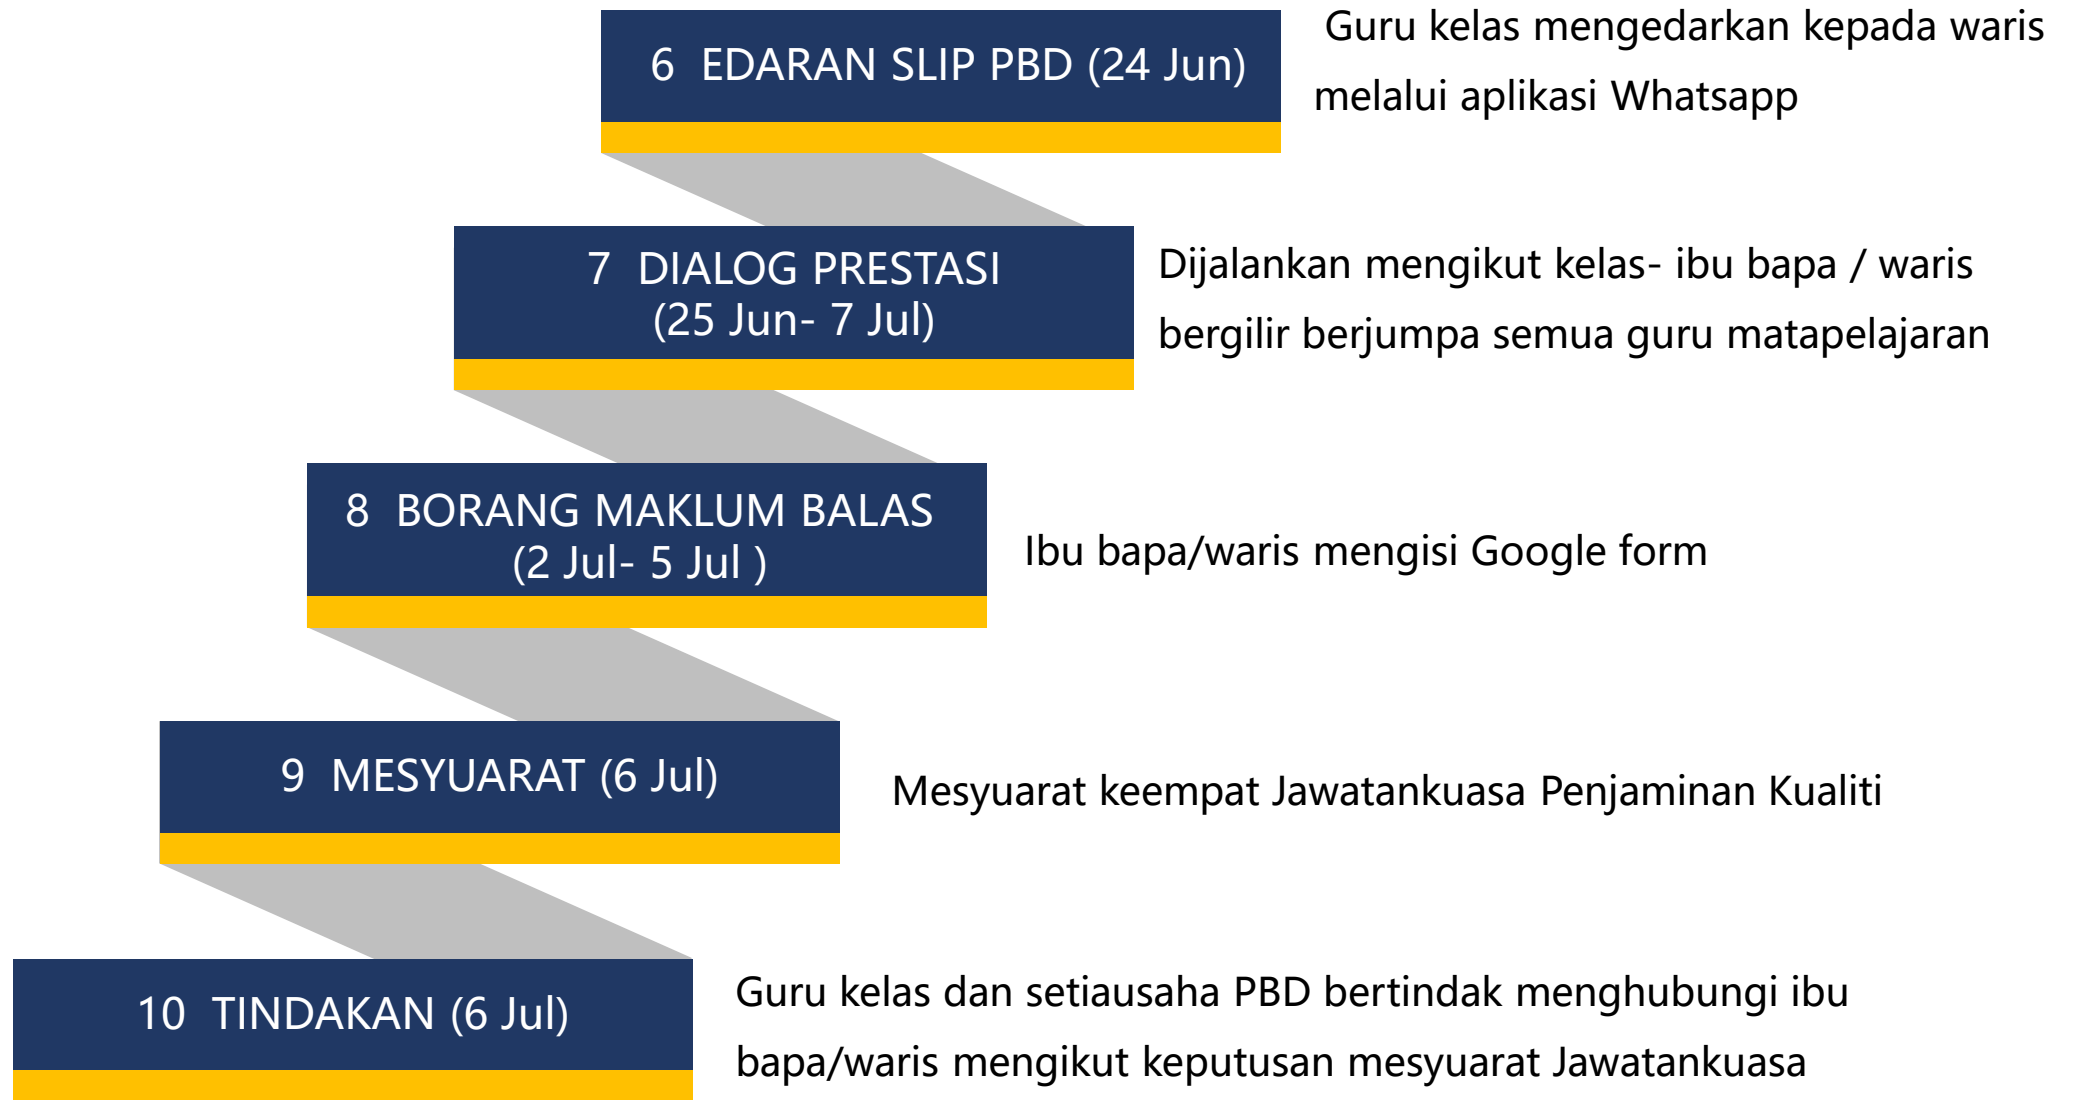 6 EDARAN SLIP PBD (24 Jun)
Guru kelas mengedarkan kepada waris
melalui aplikasi Whatsapp
7 DIALOG PRESTASI
(25 Jun- 7 Jul)
Dijalankan mengikut kelas- ibu bapa / waris
bergilir berjumpa semua guru matapelajaran
8 BORANG MAKLUM BALAS
(2 Jul- 5 Jul )
Ibu bapa/waris mengisi Google form
9 MESYUARAT (6 Jul)
Mesyuarat keempat Jawatankuasa Penjaminan Kualiti
10 TINDAKAN (6 Jul)
Guru kelas dan setiausaha PBD bertindak menghubungi ibu
bapa/waris mengikut keputusan mesyuarat Jawatankuasa